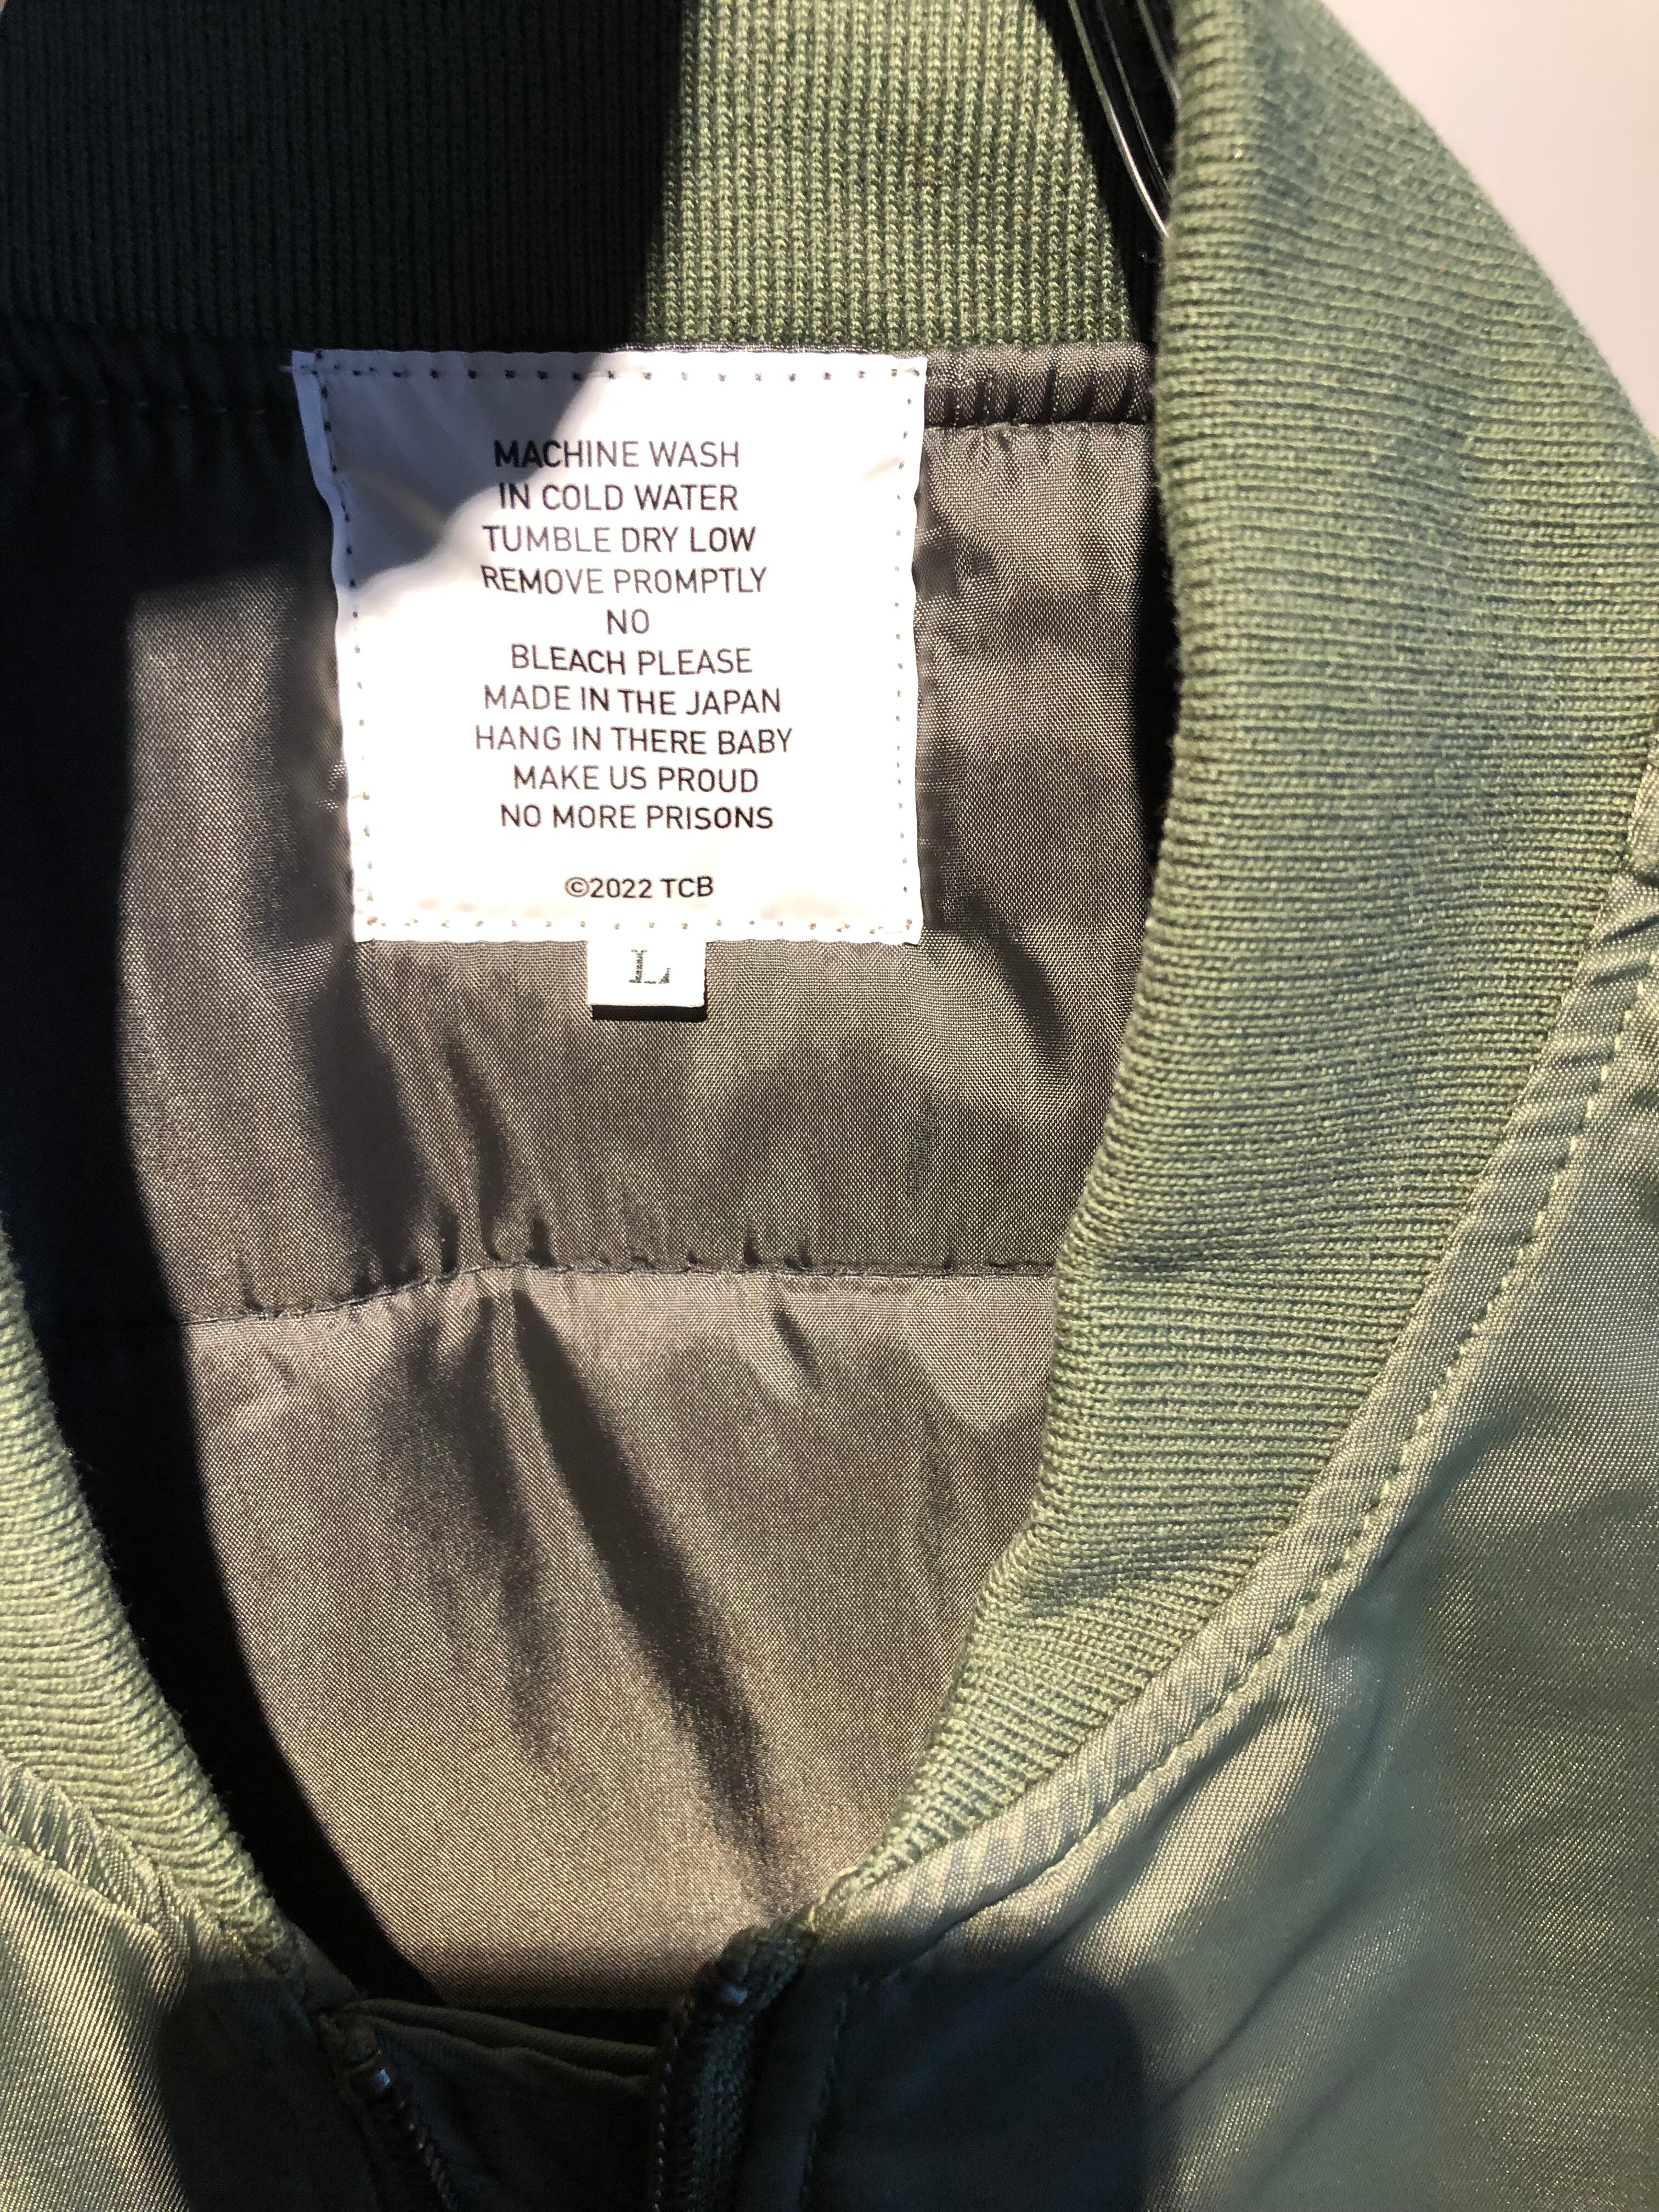 MACHINE WASH
IN COLD WATER
TUMBLE DRY LOW
REMOVE PROMPTLY
NO
BLEACH PLEASE
MADE IN THE JAPAN
HANG IN THERE BABY
MAKE US PROUD
NO MORE PRISONS
©2022 TCB
L